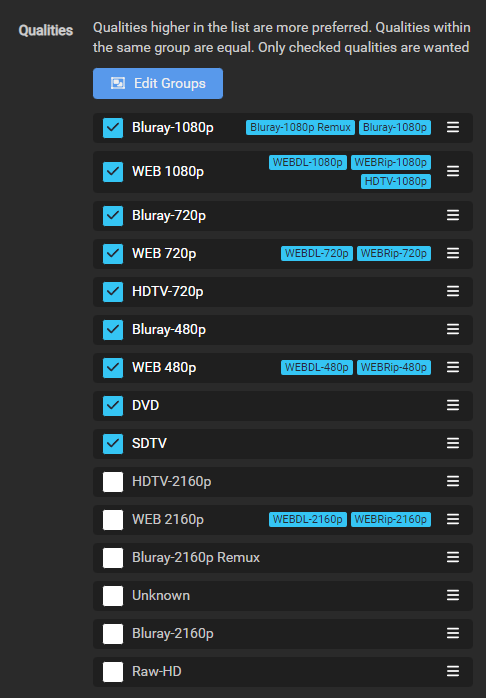 Qualities
Qualities higher in the list are more preferred. Qualities within
the same group are equal. Only checked qualities are wanted
Edit Groups
Bluray-1080p Bluray-1080p Remux Bluray-1080p
WEB 1080p WEBDL-1080p WEBRip-1080p
HDTV-1080p
Bluray-720p
WEB 720p WEBDL-720p WEBRip-720p
HDTV-720p
Bluray-480p
WEB 480p WEBDL-480p WEBRip-480p
DVD
SDTV
HDTV-2160p
WEB 2160p WEBDL-2160p WEBRip-2160p
Bluray-2160p Remux
Unknown
Bluray-2160p
Raw-HD